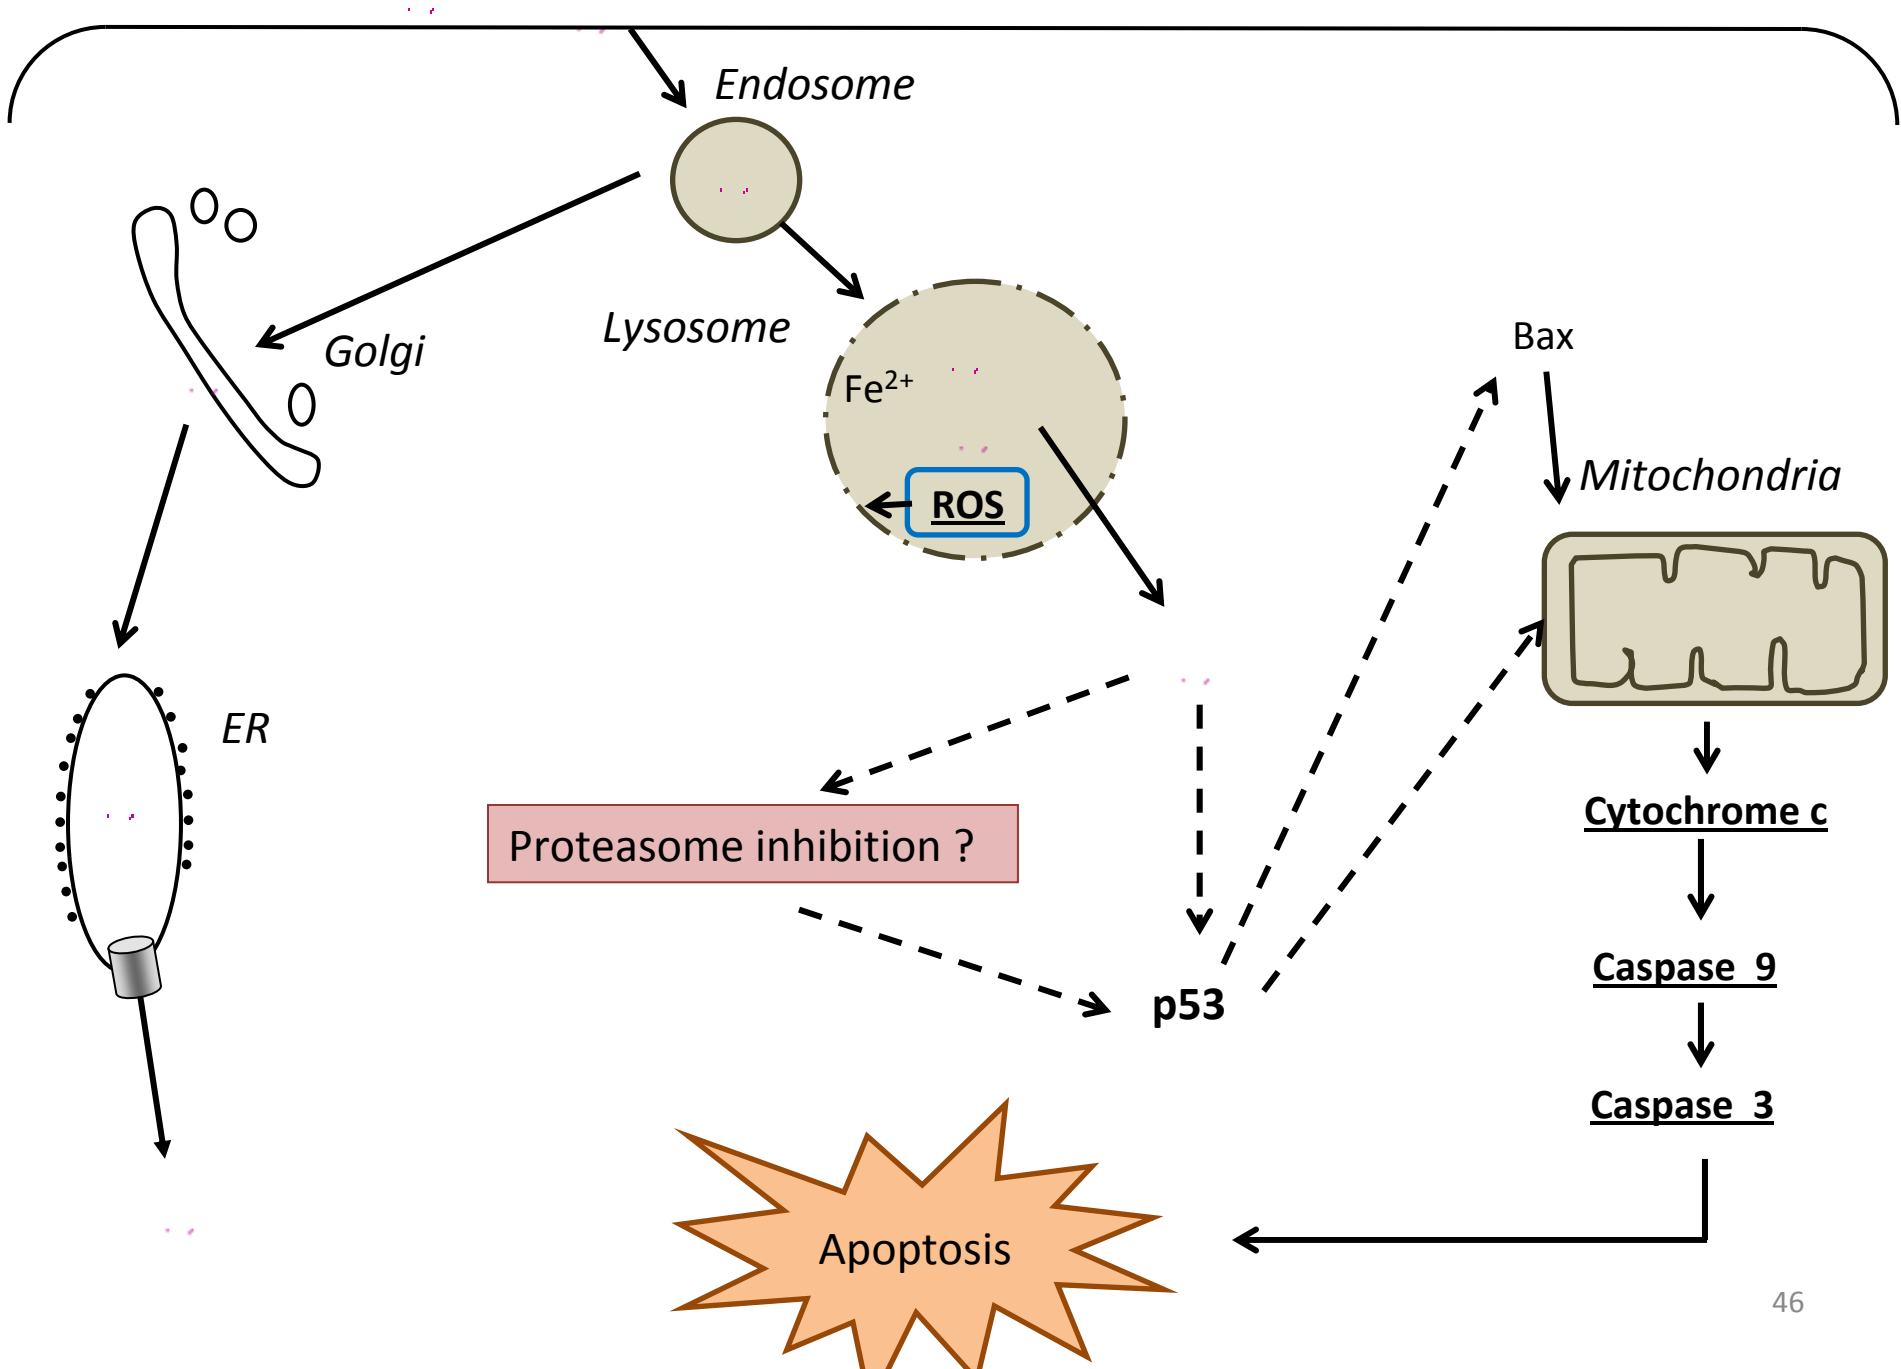 Endosome
Golgi
Lysosome
Fe²⁺
ROS
Bax
Mitochondria
ER
Proteasome inhibition ?
p53
Cytochrome c
Caspase 9
Caspase 3
Apoptosis
46